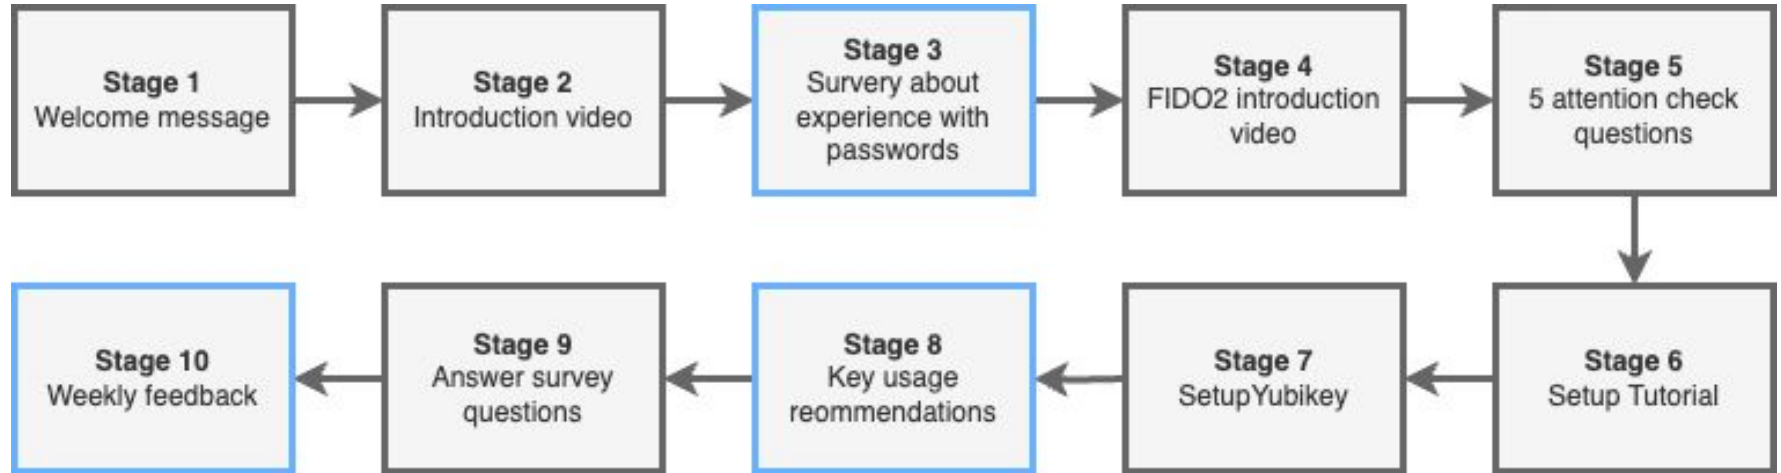 Stage 1
Welcome message
Stage 2
Introduction video
Stage 3
Survery about
experience with
passwords
Stage 4
FIDO2 introduction
video
Stage 5
5 attention check
questions
Stage 6
Setup Tutorial
Stage 7
SetupYubikey
Stage 8
Key usage
reommendations
Stage 9
Answer survey
questions
Stage 10
Weekly feedback